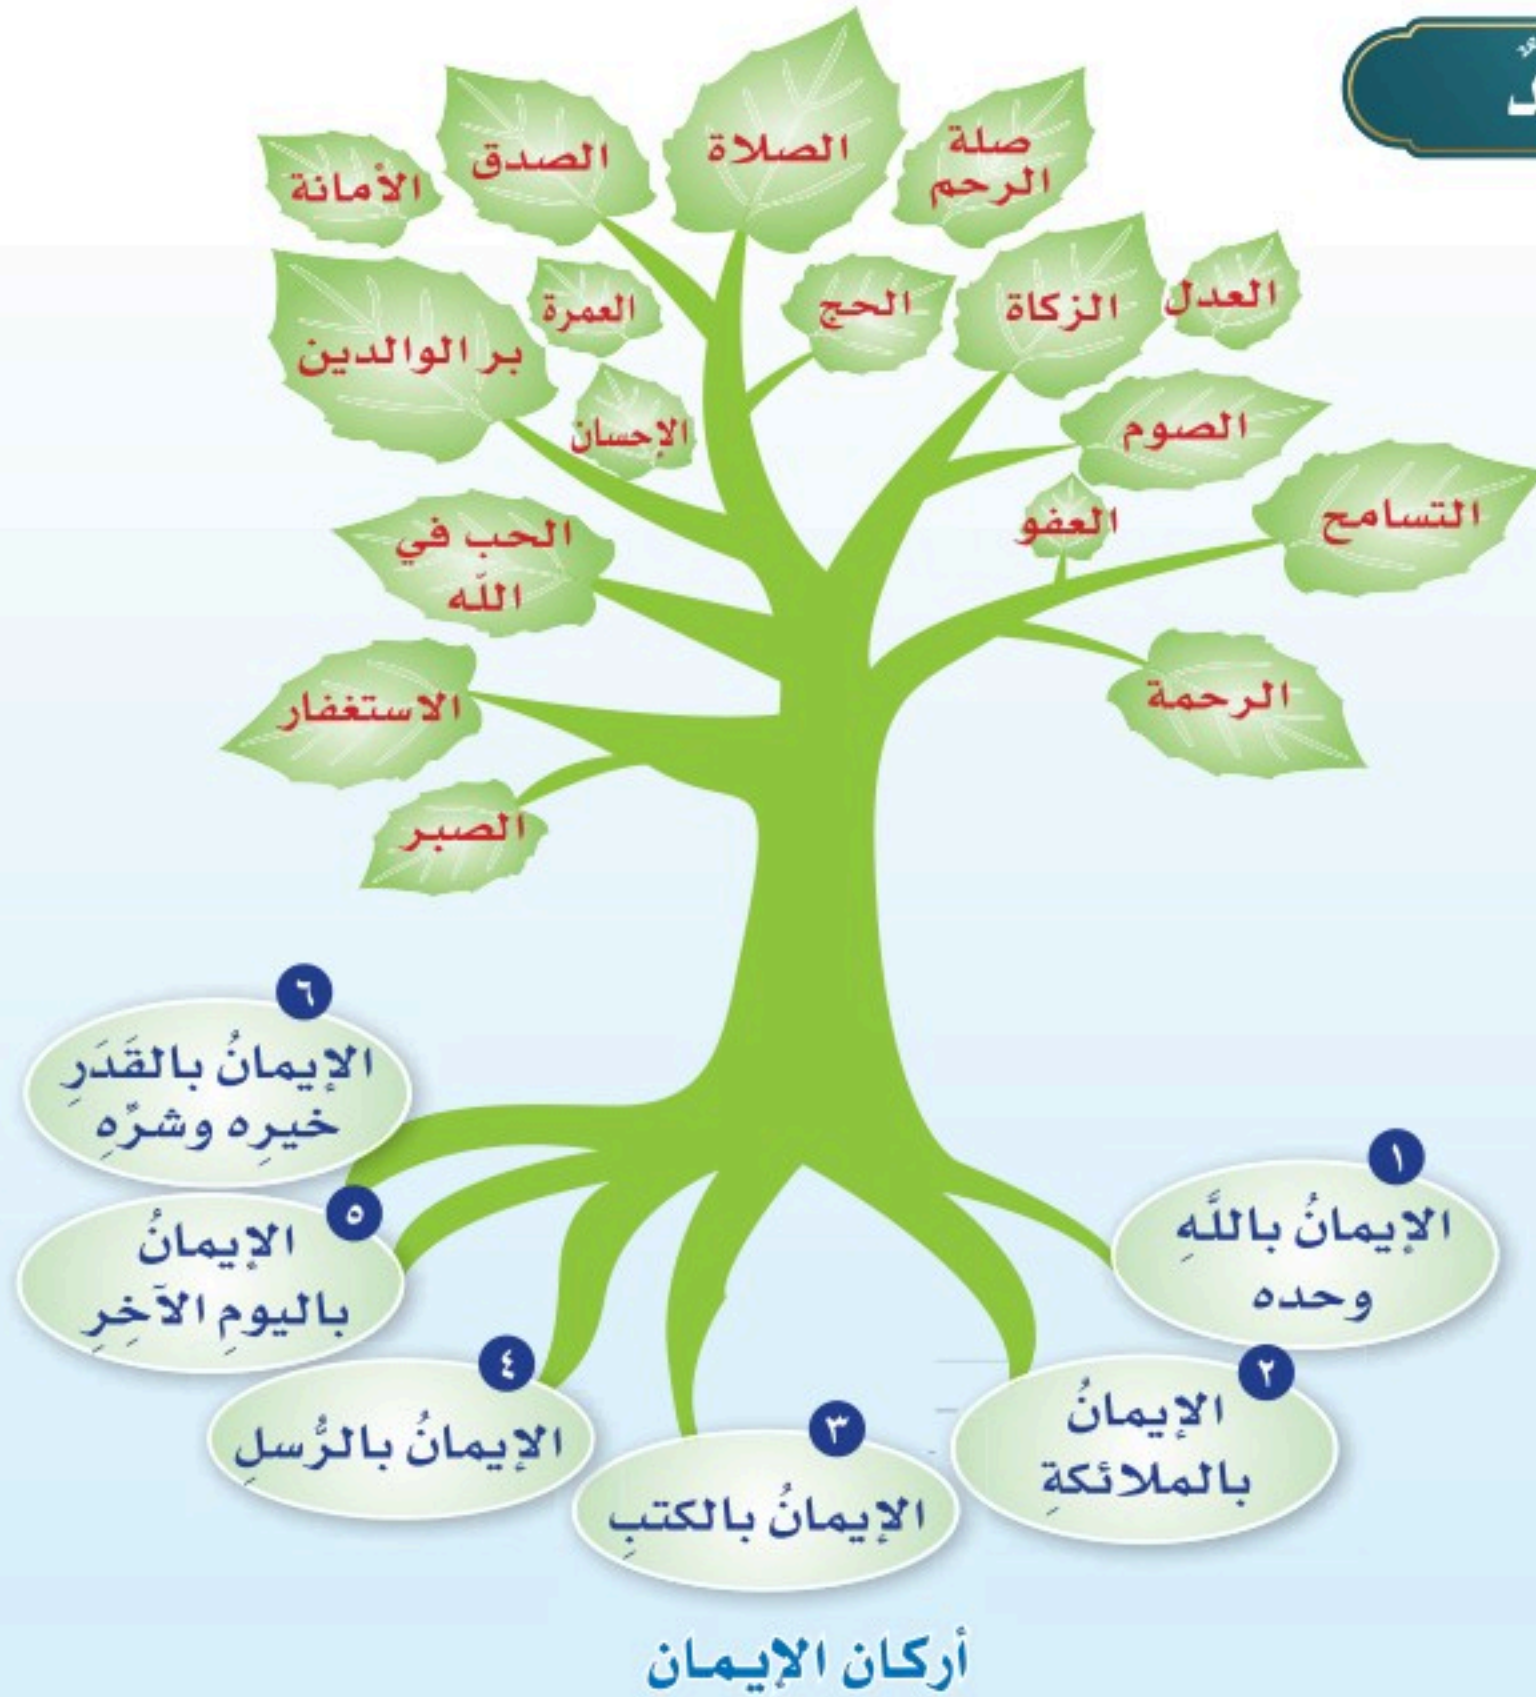 صلة
الرحم
الصلاة
الصدق
الأمانة
العدل
الزكاة
الحج
العمرة
بر الوالدين
الصوم
الإحسان
التسامح
العفو
الحب في
اللّه
الرحمة
الاستغفار
الصبر
١
الإيمانُ باللَّهِ
وحده
٢
الإيمانُ
بالملائكةِ
٣
الإيمانُ بالكتبِ
٤
الإيمانُ بالرُّسلِ
٥
الإيمانُ
باليومِ الآخِرِ
٦
الإيمانُ بالقَدَرِ
خيرِه وشرِّهِ
أركان الإيمان